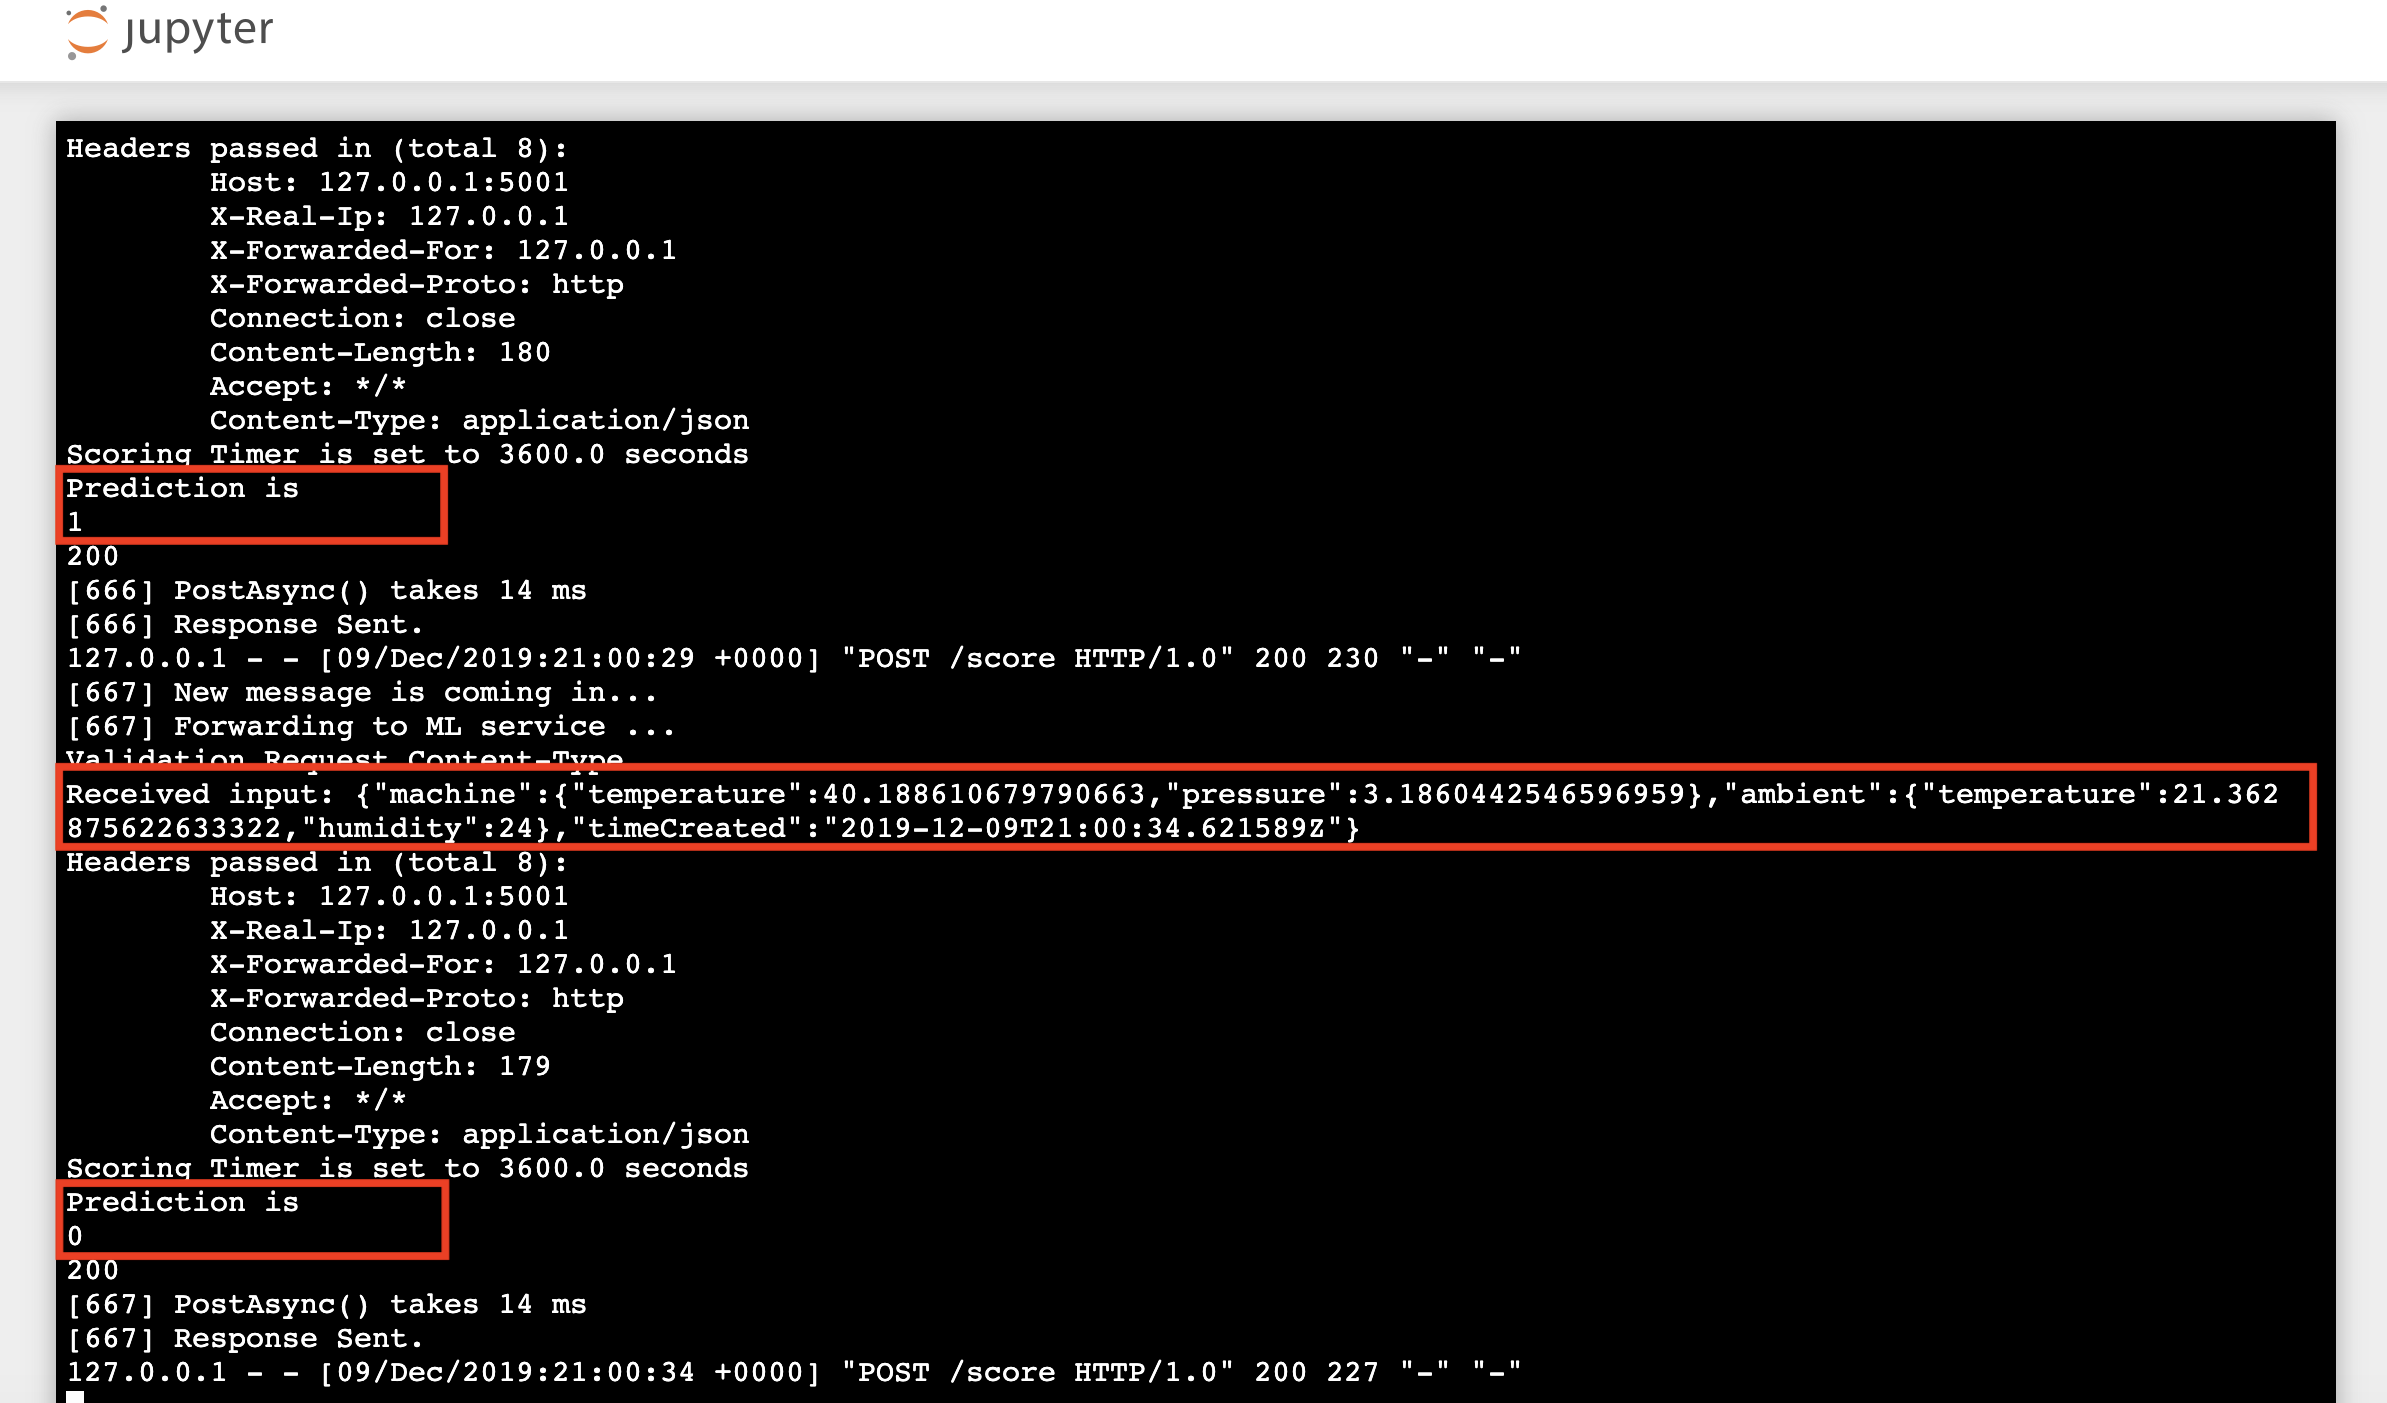 jupyter
Headers passed in (total 8):
Host: 127.0.0.1:5001
X-Real-Ip: 127.0.0.1
X-Forwarded-For: 127.0.0.1
X-Forwarded-Proto: http
Connection: close
Content-Length: 180
Accept: */*
Content-Type: application/json
Scoring Timer is set to 3600.0 seconds
Prediction is
1
200
[666] PostAsync() takes 14 ms
[666] Response Sent.
127.0.0.1 - - [09/Dec/2019:21:00:29 +0000] "POST /score HTTP/1.0" 200 230 "-" "-"
[667] New message is coming in...
[667] Forwarding to ML service ...
Validation Request Content-Type
Received input: {"machine":{"temperature":40.188610679790663,"pressure":3.1860442546596959},"ambient":{"temperature":21.362
875622633322,"humidity":24},"timeCreated":"2019-12-09T21:00:34.621589Z"}
Headers passed in (total 8):
Host: 127.0.0.1:5001
X-Real-Ip: 127.0.0.1
X-Forwarded-For: 127.0.0.1
X-Forwarded-Proto: http
Connection: close
Content-Length: 179
Accept: */*
Content-Type: application/json
Scoring Timer is set to 3600.0 seconds
Prediction is
0
200
[667] PostAsync() takes 14 ms
[667] Response Sent.
127.0.0.1 - - [09/Dec/2019:21:00:34 +0000] "POST /score HTTP/1.0" 200 227 "-" "-"